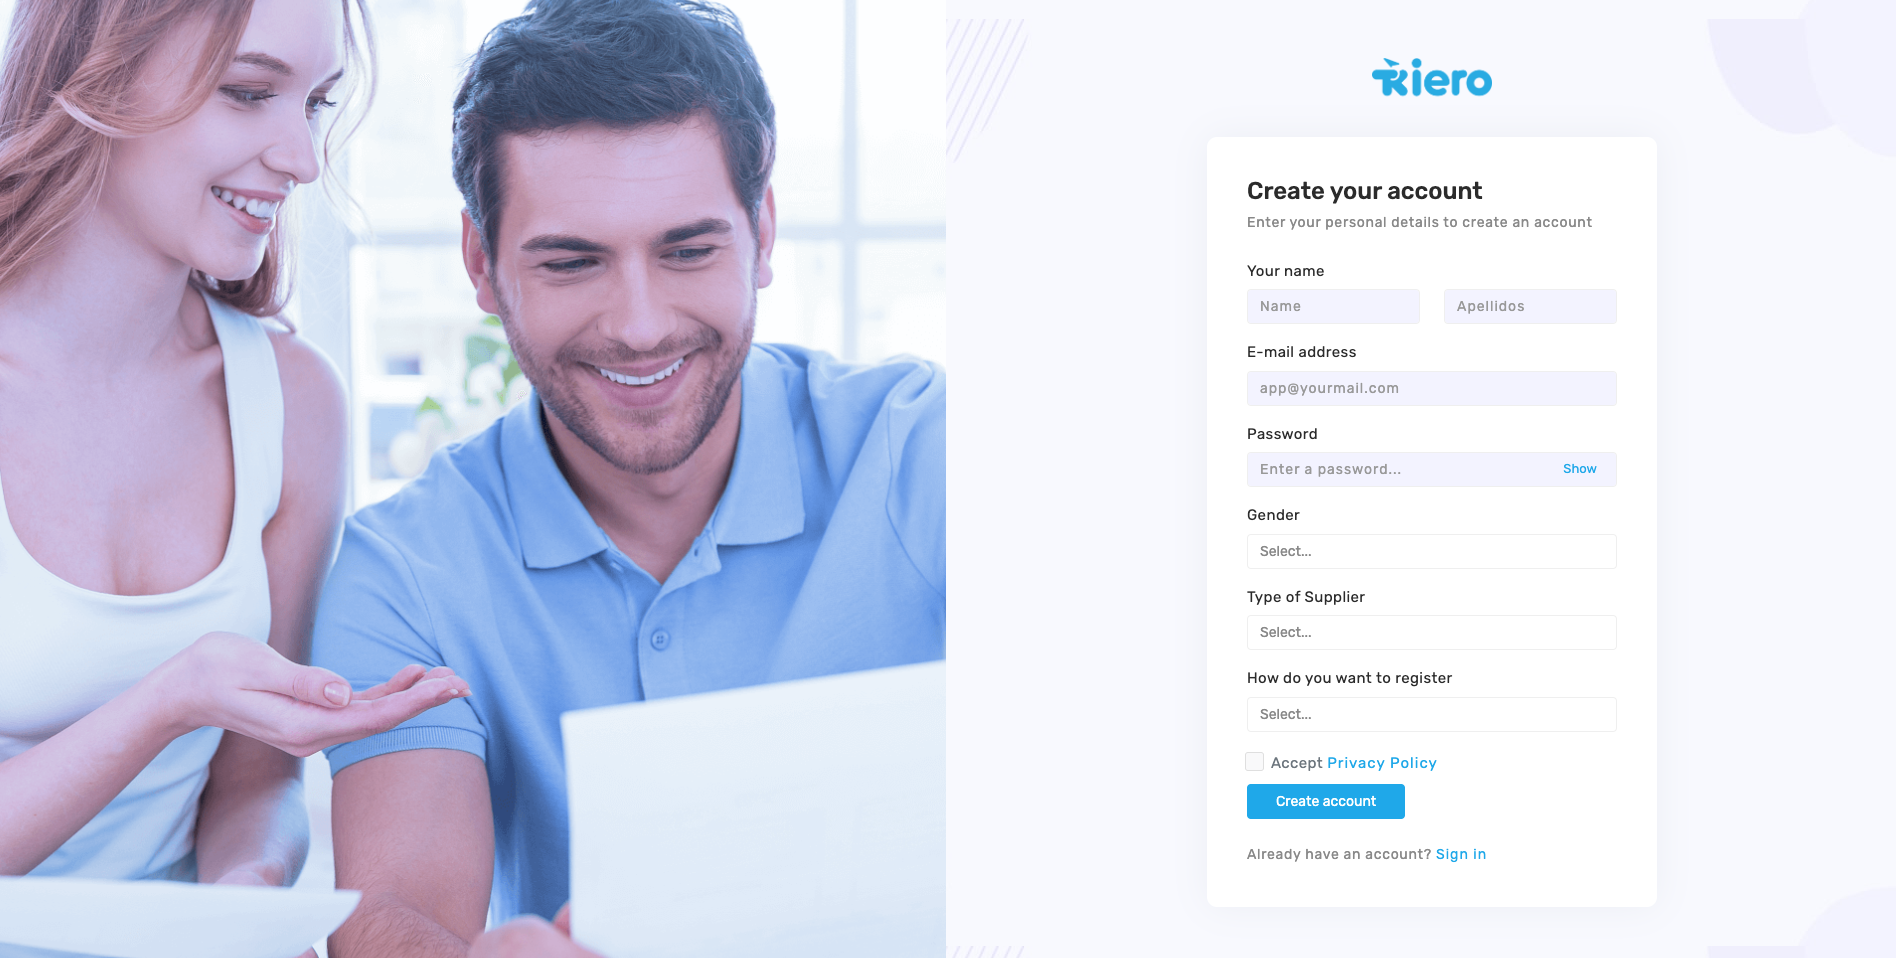 kiero
Create your account
Enter your personal details to create an account
Your name
Name Apellidos
E-mail address
app@yourmail.com
Password
Enter a password... Show
Gender
Select...
Type of Supplier
Select...
How do you want to register
Select...
Accept Privacy Policy
Create account
Already have an account? Sign in